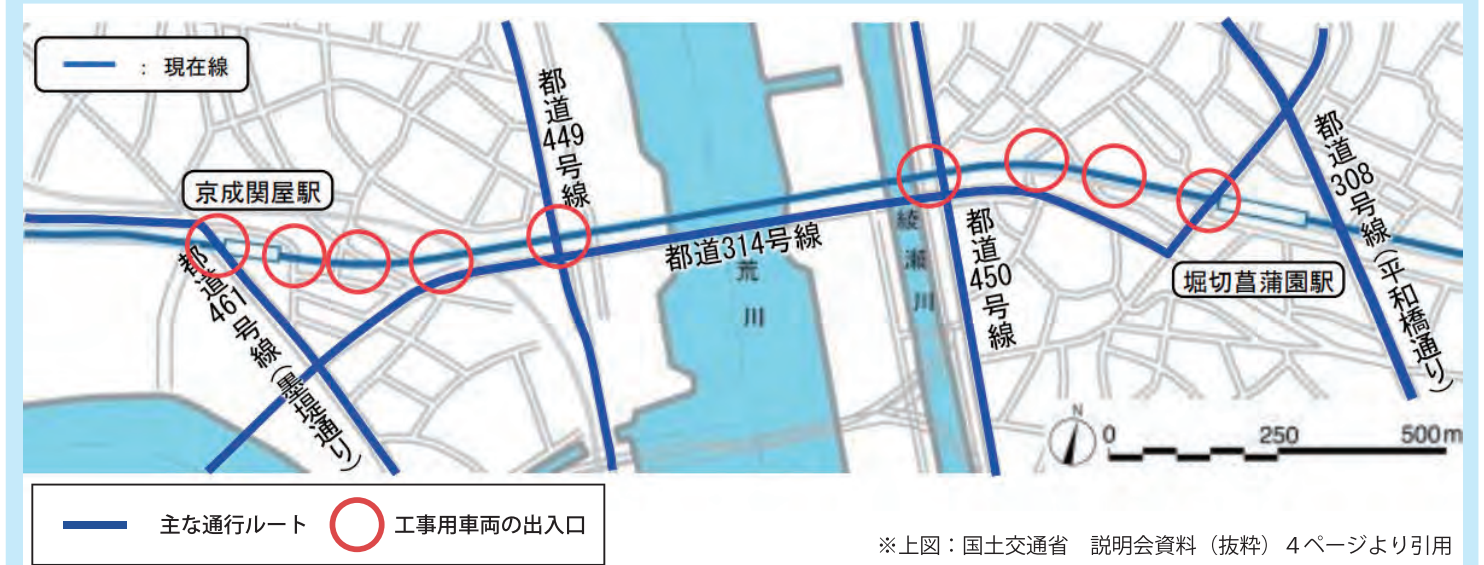 ： 現在線
京成関屋駅
都道449号線
都道461号線（墨堤通り）
都道314号線
荒川
綾瀬川
都道450号線
都道308号線（平和橋通り）
堀切菖蒲園駅
N
0 250 500m
主な通行ルート 工事用車両の出入口
※上図：国土交通省 説明会資料（抜粋）４ページより引用